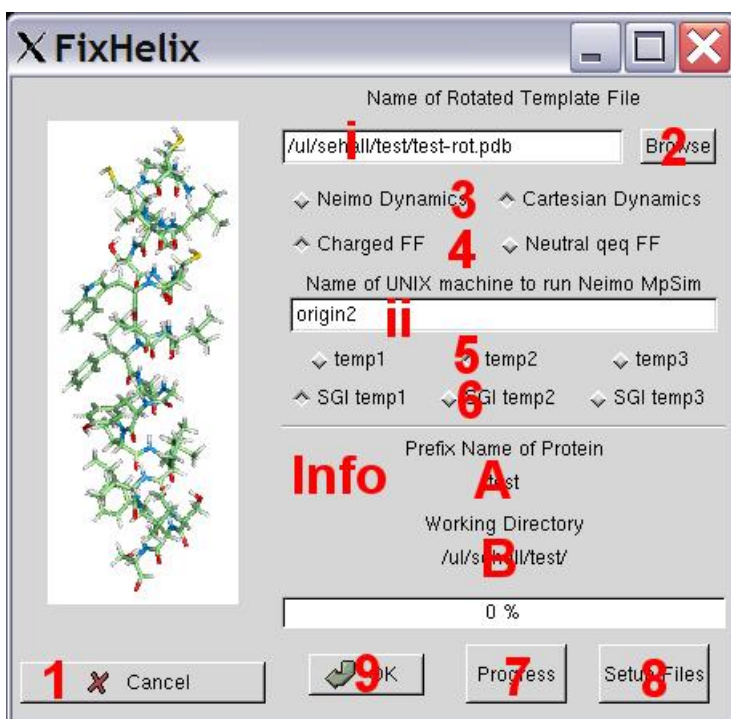 X FixHelix
Name of Rotated Template File
i
/ul/sehall/test/test-rot.pdb
Browse 2
Neimo Dynamics 3 Cartesian Dynamics
Charged FF 4 Neutral qeq FF
Name of UNIX machine to run Neimo MpSim
origin2 ii
temp1 5 temp2 temp3
SGI temp1 6 SGI temp2 SGI temp3
Prefix Name of Protein
Info A
test
Working Directory
B
/ul/sehall/test/
0 %
1 Cancel 9 OK Progress 7 Setup Files 8